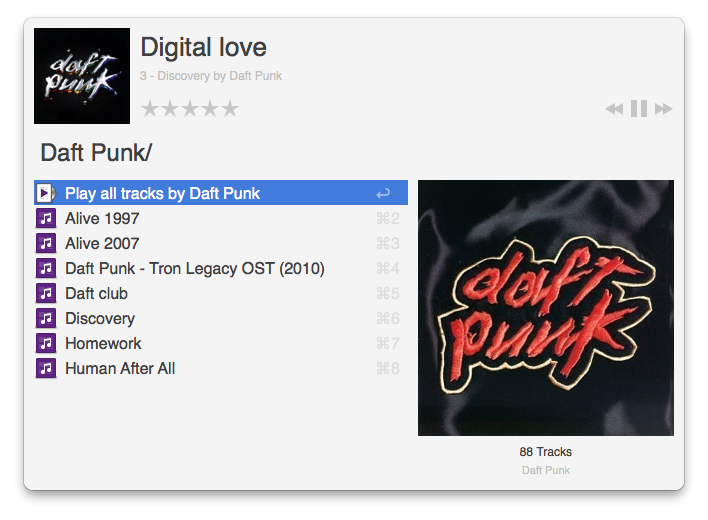 daft punk
Digital love
3 - Discovery by Daft Punk
★★★★★
Daft Punk/
Play all tracks by Daft Punk ↩
Alive 1997 ⌘2
Alive 2007 ⌘3
Daft Punk - Tron Legacy OST (2010) ⌘4
Daft club ⌘5
Discovery ⌘6
Homework ⌘7
Human After All ⌘8
daft
punk
88 Tracks
Daft Punk